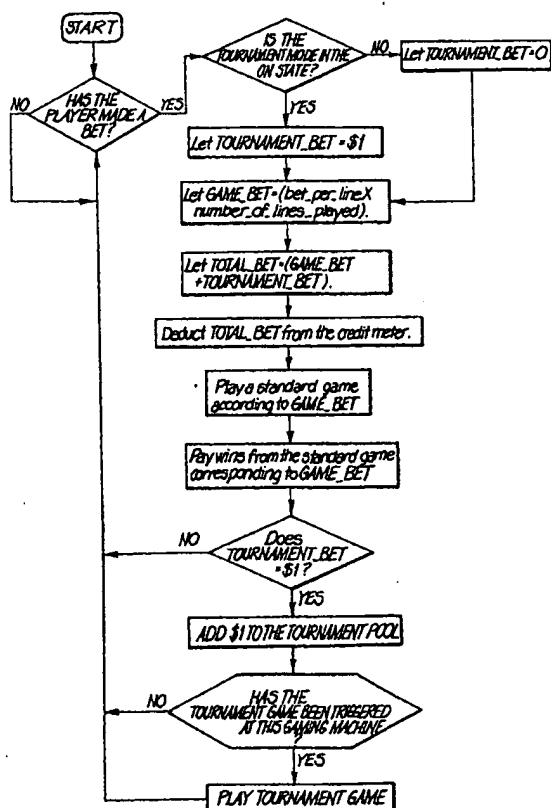 START
HAS THE
PLAYER MADE A
BET?
NO
YES
IS THE
TOURNAMENT MODE IN THE
ON STATE?
NO
YES
Let TOURNAMENT_BET=0
Let TOURNAMENT_BET = $1
Let GAME_BET=(bet_per_line X
number_of_lines_played).
Let TOTAL_BET=(GAME_BET
+TOURNAMENT_BET).
Deduct TOTAL_BET from the credit meter.
Play a standard game
according to GAME_BET
Pay wins from the standard game
corresponding to GAME_BET
Does
TOURNAMENT_BET
=$1?
NO
YES
ADD $1 TO THE TOURNAMENT POOL
HAS THE
TOURNAMENT GAME BEEN TRIGGERED
AT THIS GAMING MACHINE
?
NO
YES
PLAY TOURNAMENT GAME